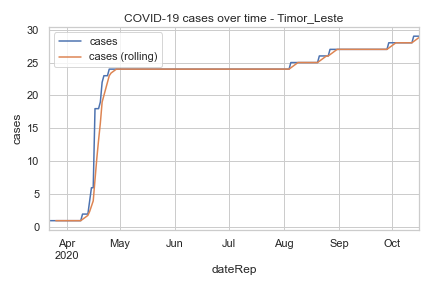 COVID-19 cases over time - Timor_Leste
cases
cases (rolling)
30
25
20
15
10
5
0
cases
Apr May Jun Jul Aug Sep Oct
2020
dateRep